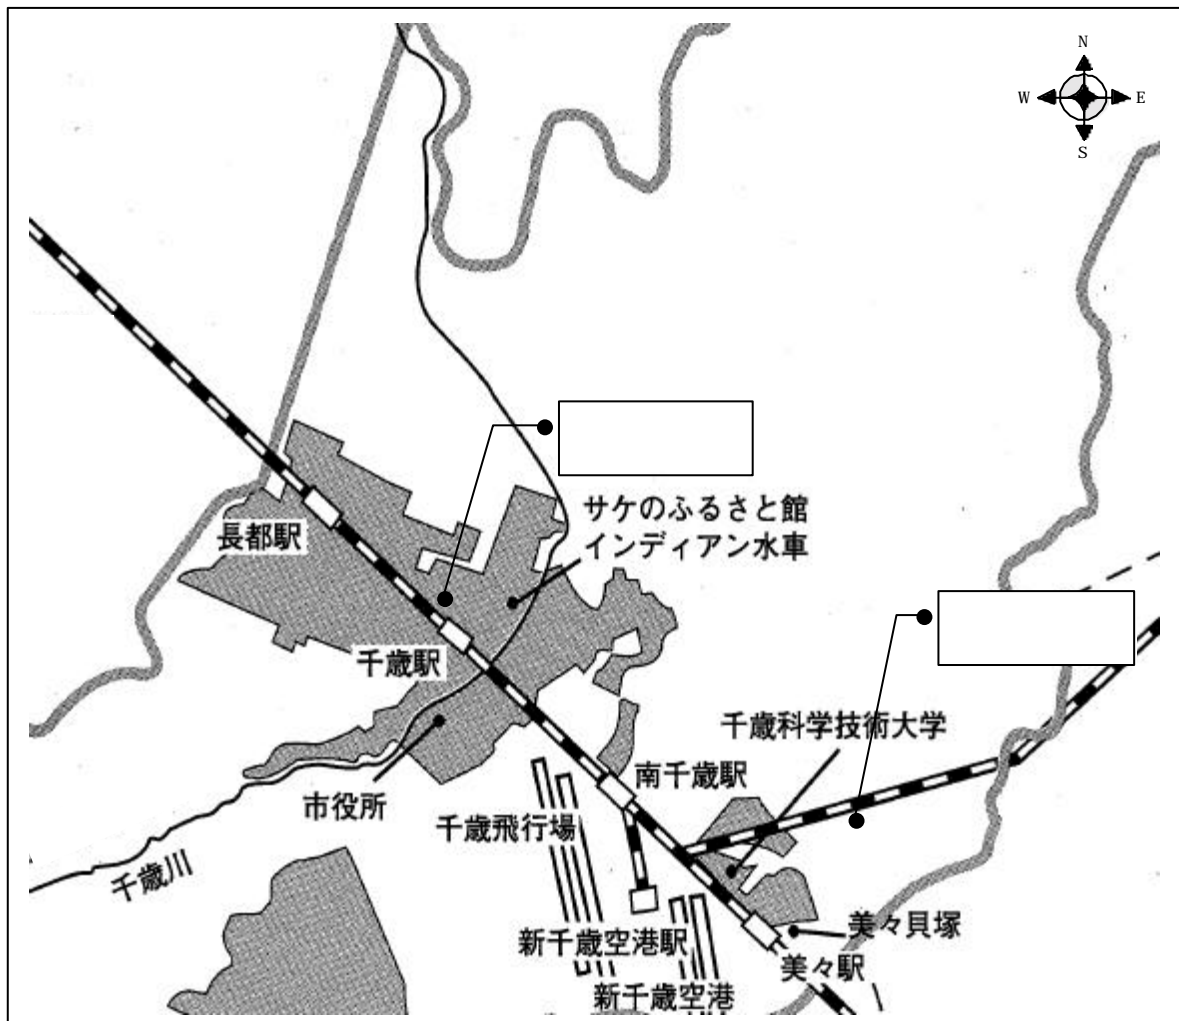 N
W E
S
サケのふるさと館
インディアン水車
長都駅
千歳駅
千歳科学技術大学
南千歳駅
市役所
千歳飛行場
千歳川
美々貝塚
新千歳空港駅
美々駅
新千歳空港